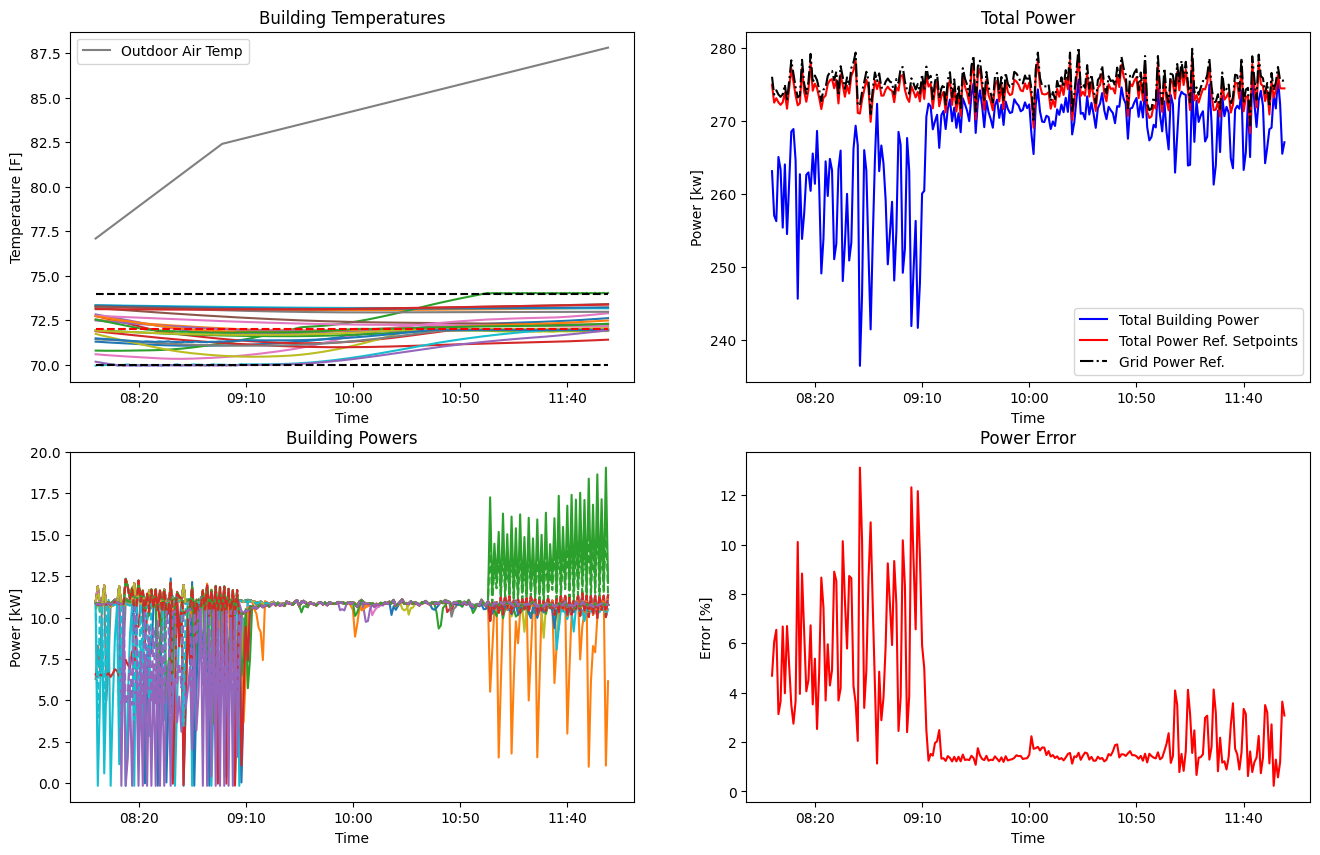 Building Temperatures
Outdoor Air Temp
Temperature [F]
87.5
85.0
82.5
80.0
77.5
75.0
72.5
70.0
08:20 09:10 10:00 10:50 11:40
Time
Total Power
Power [kw]
280
270
260
250
240
Total Building Power
Total Power Ref. Setpoints
Grid Power Ref.
08:20 09:10 10:00 10:50 11:40
Time
Building Powers
Power [kW]
20.0
17.5
15.0
12.5
10.0
7.5
5.0
2.5
0.0
08:20 09:10 10:00 10:50 11:40
Time
Power Error
Error [%]
12
10
8
6
4
2
0
08:20 09:10 10:00 10:50 11:40
Time